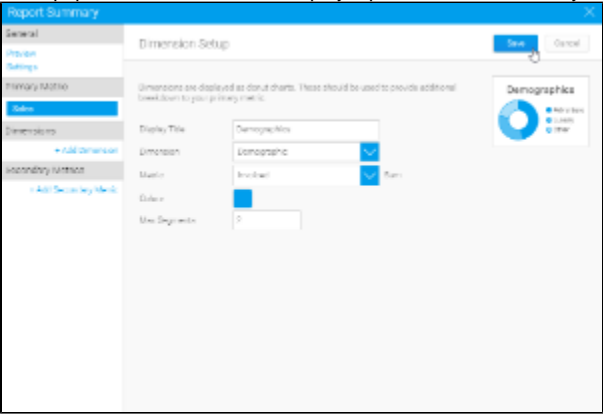 Report Summary
General
Preview
Settings
Primary Metric
Sales
Dimensions
+ Add Dimension
Secondary Metrics
+ Add Secondary Metric
Dimension Setup
Save
Cancel
Dimensions are displayed as donut charts. These should be used to provide additional
breakdown to your primary metric.
Display Title
Demographics
Dimension
Demographic
Metric
Sum
Colour
Max Segments
Demographics
Other